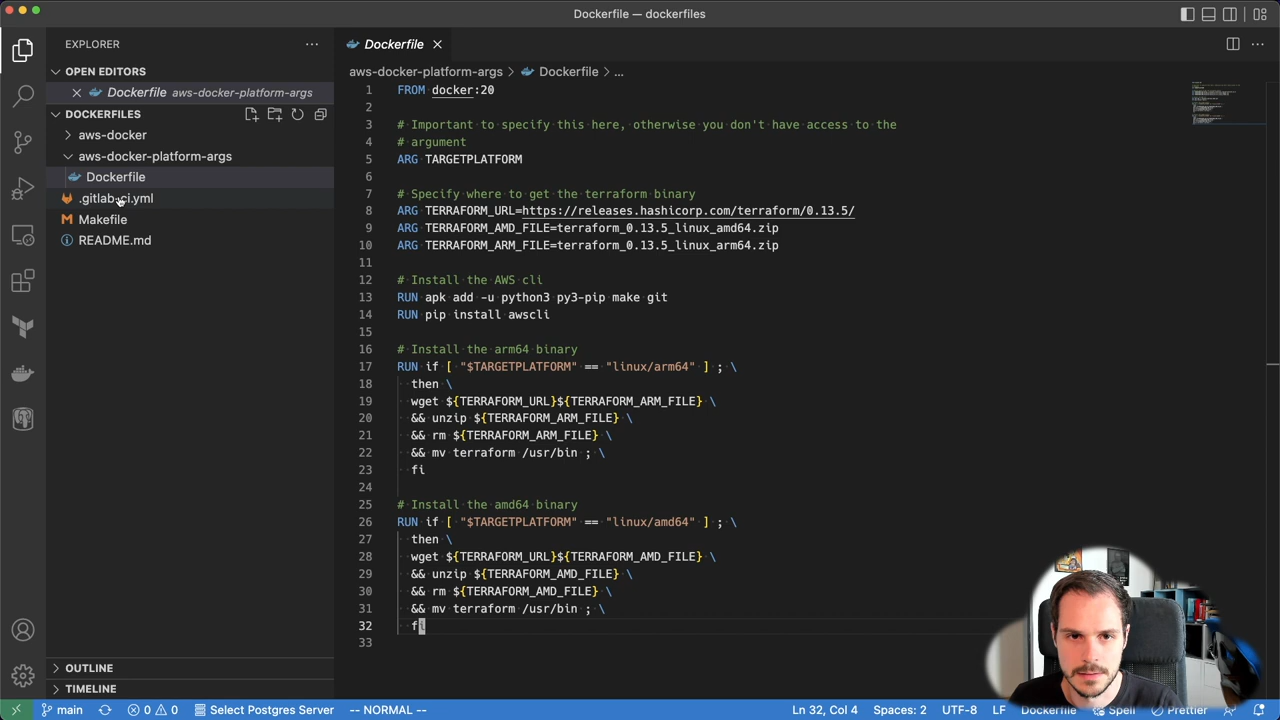 Dockerfile — dockerfiles
EXPLORER
OPEN EDITORS
Dockerfile aws-docker-platform-args
DOCKERFILES
aws-docker
aws-docker-platform-args
Dockerfile
.gitlab-ci.yml
Makefile
README.md
OUTLINE
TIMELINE
Dockerfile
aws-docker-platform-args > Dockerfile > ...
1 FROM docker:20
2
3 # Important to specify this here, otherwise you don't have access to the
4 # argument
5 ARG TARGETPLATFORM
6
7 # Specify where to get the terraform binary
8 ARG TERRAFORM_URL=https://releases.hashicorp.com/terraform/0.13.5/
9 ARG TERRAFORM_AMD_FILE=terraform_0.13.5_linux_amd64.zip
10 ARG TERRAFORM_ARM_FILE=terraform_0.13.5_linux_arm64.zip
11
12 # Install the AWS cli
13 RUN apk add -u python3 py3-pip make git
14 RUN pip install awscli
15
16 # Install the arm64 binary
17 RUN if [ "$TARGETPLATFORM" == "linux/arm64" ] ; \
18 then \
19 wget ${TERRAFORM_URL}${TERRAFORM_ARM_FILE} \
20 && unzip ${TERRAFORM_ARM_FILE} \
21 && rm ${TERRAFORM_ARM_FILE} \
22 && mv terraform /usr/bin ; \
23 fi
24
25 # Install the amd64 binary
26 RUN if [ "$TARGETPLATFORM" == "linux/amd64" ] ; \
27 then \
28 wget ${TERRAFORM_URL}${TERRAFORM_AMD_FILE} \
29 && unzip ${TERRAFORM_AMD_FILE} \
30 && rm ${TERRAFORM_AMD_FILE} \
31 && mv terraform /usr/bin ; \
32 fi
33
main 0 0 Select Postgres Server -- NORMAL -- Ln 32, Col 4 Spaces: 2 UTF-8 LF Dockerfile Spell Prettier